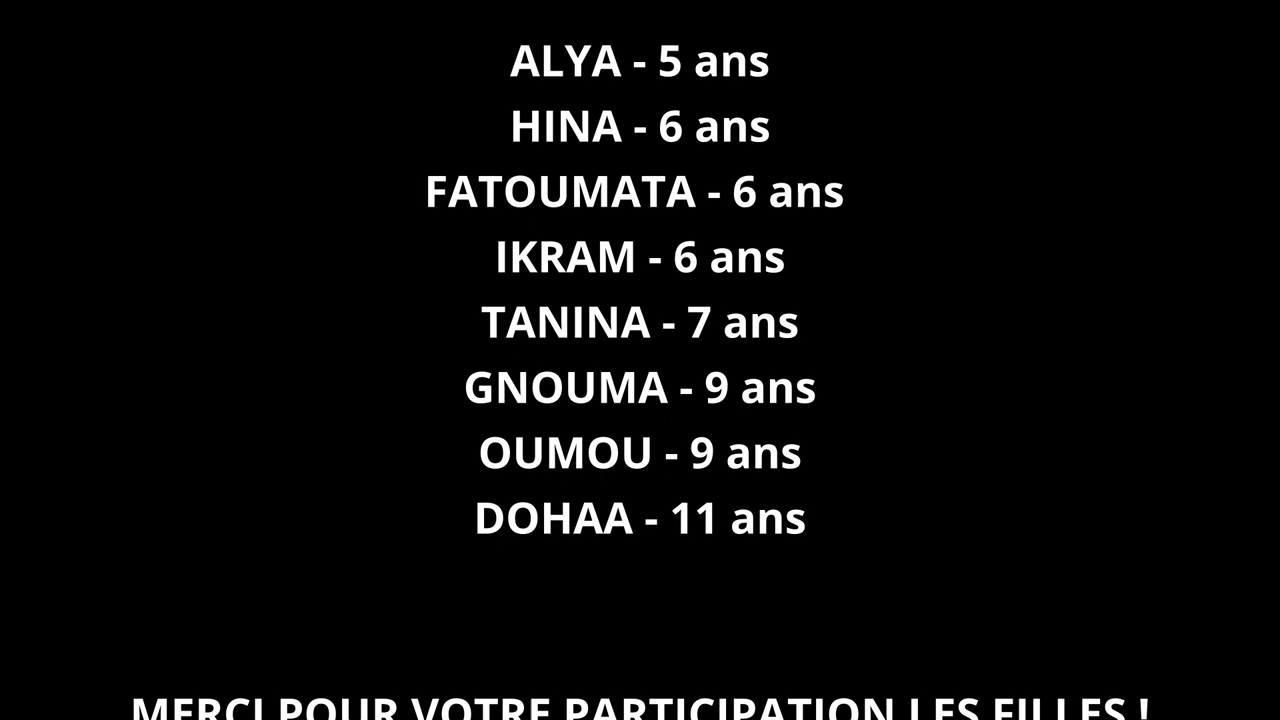 ALYA - 5 ans
HINA - 6 ans
FATOUMATA - 6 ans
IKRAM - 6 ans
TANINA - 7 ans
GNOUMA - 9 ans
OUMOU - 9 ans
DOHAA - 11 ans
MERCI POUR VOTRE PARTICIPATION LES FILLES !